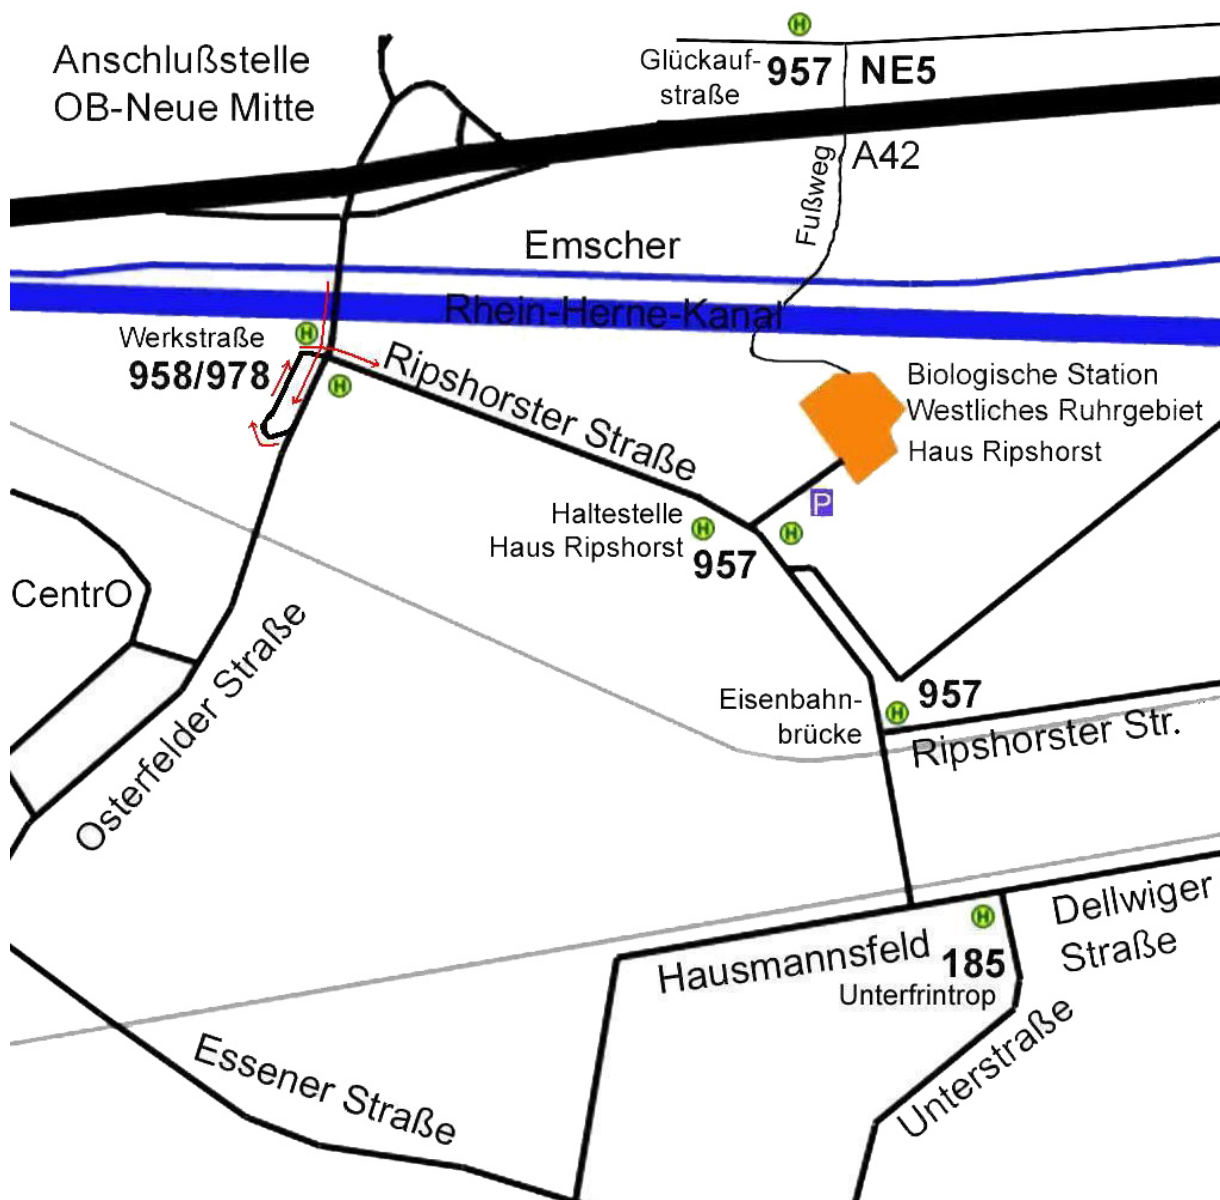 Anschlußstelle
OB-Neue Mitte
H
Glückauf-
straße
957
NE5
A42
Fußweg
Emscher
Rhein-Herne-Kanal
Werkstraße
H
958/978
H
Ripshorster Straße
Biologische Station
Westliches Ruhrgebiet
Haus Ripshorst
P
Haltestelle
Haus Ripshorst
H
957
H
CentrO
Osterfelder Straße
Eisenbahn-
brücke
957
H
Ripshorster Str.
Dellwiger
Straße
H
Hausmannsfeld
185
Unterfrintrop
Unterstraße
Essener Straße